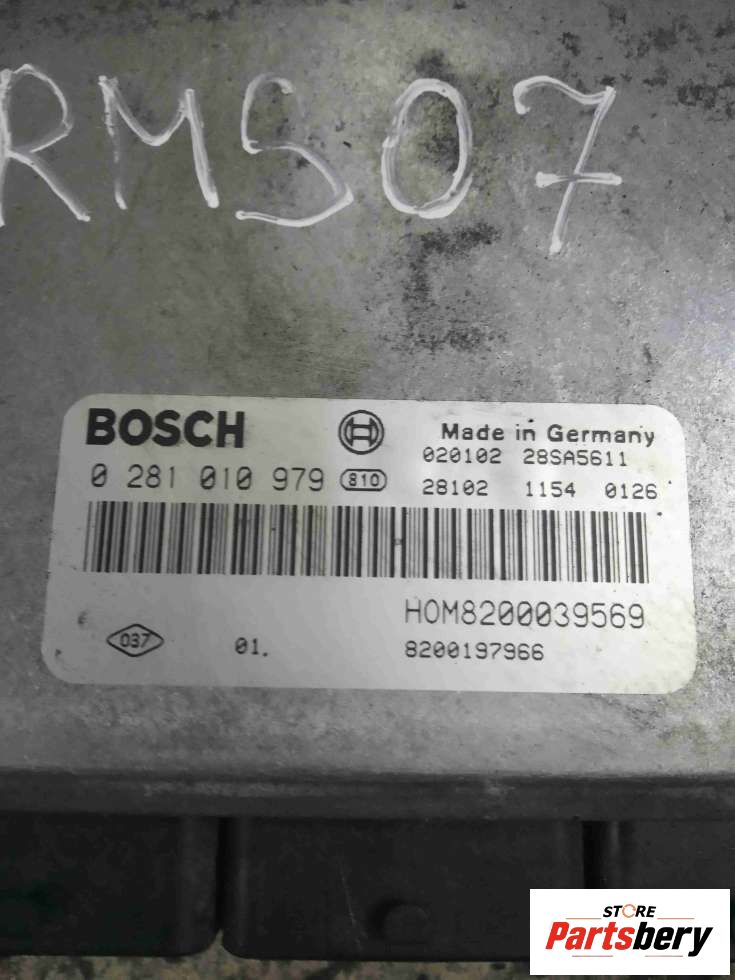 RMS07
BOSCH
Made in Germany
020102 28SA5611
0 281 010 979 810
28102 1154 0126
HOM8200039569
037 01. 8200197966
STORE
Partsbery